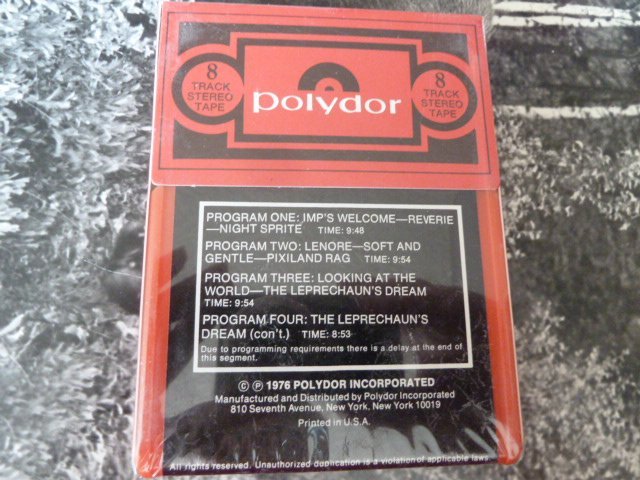 8
TRACK
STEREO
TAPE
polydor
8
TRACK
STEREO
TAPE
PROGRAM ONE: IMP'S WELCOME—REVERIE
—NIGHT SPRITE TIME: 9:48
PROGRAM TWO: LENORE—SOFT AND
GENTLE—PIXILAND RAG TIME: 9:54
PROGRAM THREE: LOOKING AT THE
WORLD—THE LEPRECHAUN'S DREAM
TIME: 9:54
PROGRAM FOUR: THE LEPRECHAUN'S
DREAM (con't.) TIME: 8:53
Due to programming requirements there is a delay at the end of
this segment.
© ℗ 1976 POLYDOR INCORPORATED
Manufactured and Distributed by Polydor Incorporated
810 Seventh Avenue, New York, New York 10019
Printed in U.S.A.
All rights reserved. Unauthorized duplication is a violation of applicable laws.